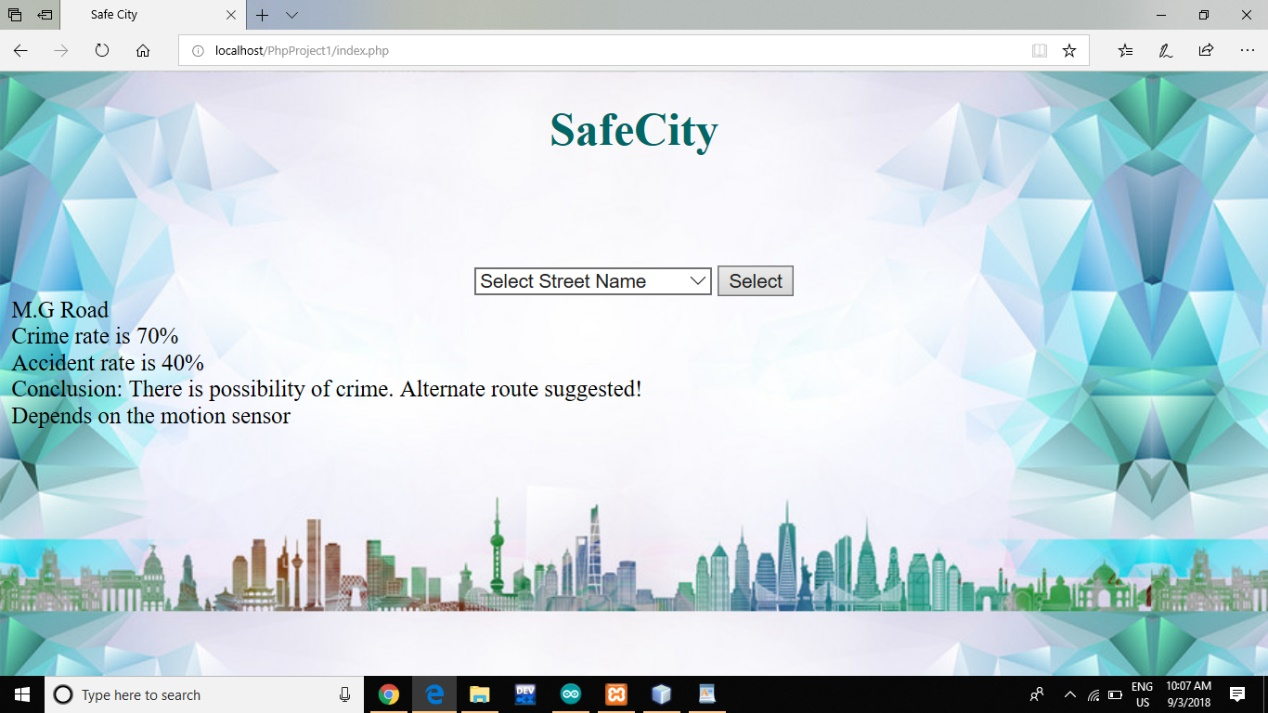 Safe City
localhost/PhpProject1/index.php
SafeCity
Select Street Name Select
M.G Road
Crime rate is 70%
Accident rate is 40%
Conclusion: There is possibility of crime. Alternate route suggested!
Depends on the motion sensor
Type here to search
DEV
ENG
US
10:07 AM
9/3/2018